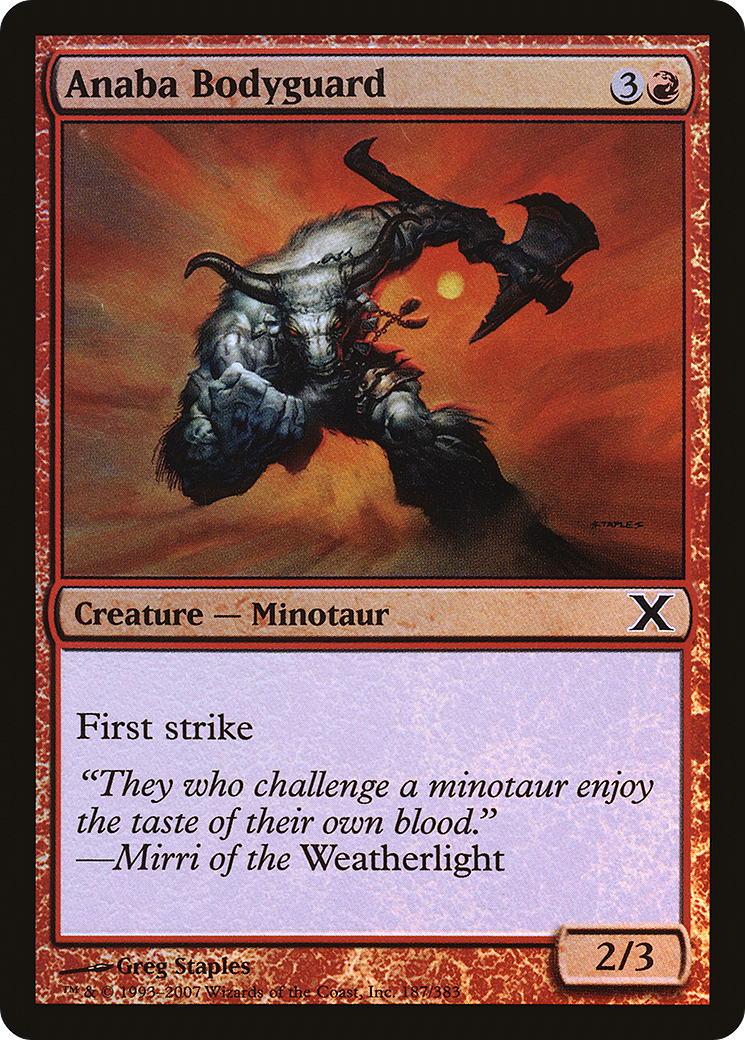 Anaba Bodyguard
3
STAPLES
Creature — Minotaur
X
First strike
“They who challenge a minotaur enjoy
the taste of their own blood.”
—Mirri of the Weatherlight
2/3
Greg Staples
™ & © 1993–2007 Wizards of the Coast, Inc. 187/383